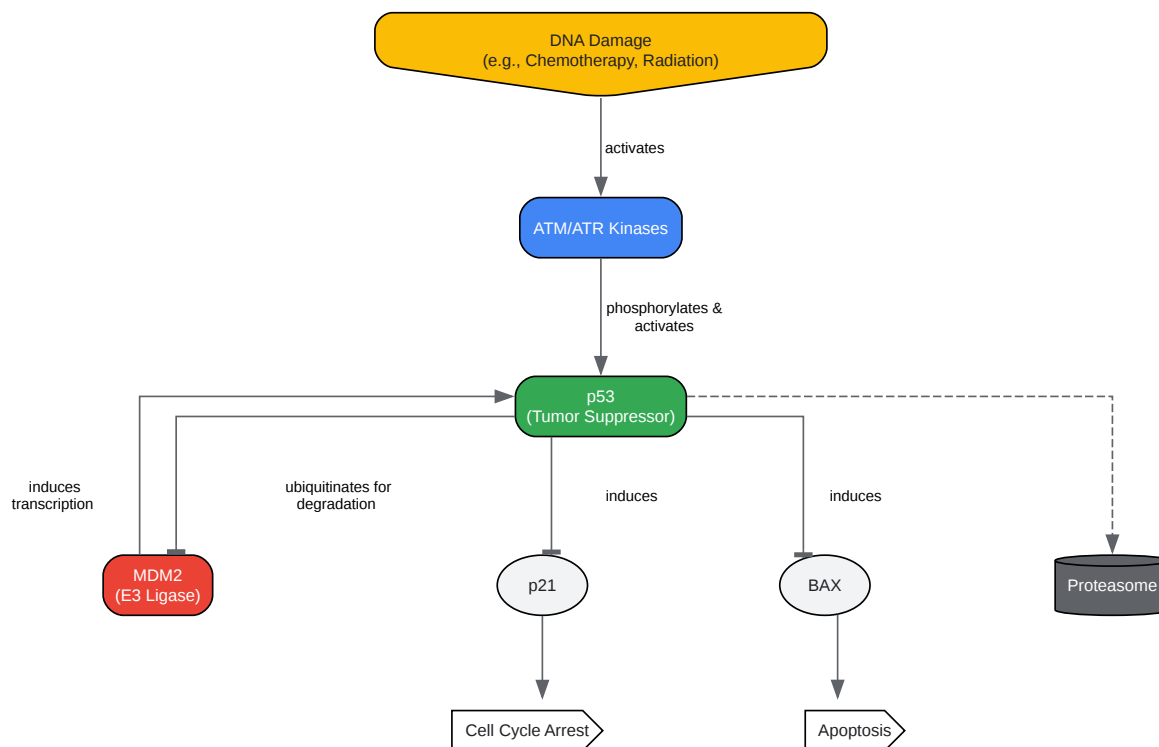 DNA Damage
(e.g., Chemotherapy, Radiation)
activates
ATM/ATR Kinases
phosphorylates &
activates
p53
(Tumor Suppressor)
induces
transcription
ubiquitinates for
degradation
induces
induces
MDM2
(E3 Ligase)
p21
BAX
Proteasome
Cell Cycle Arrest
Apoptosis